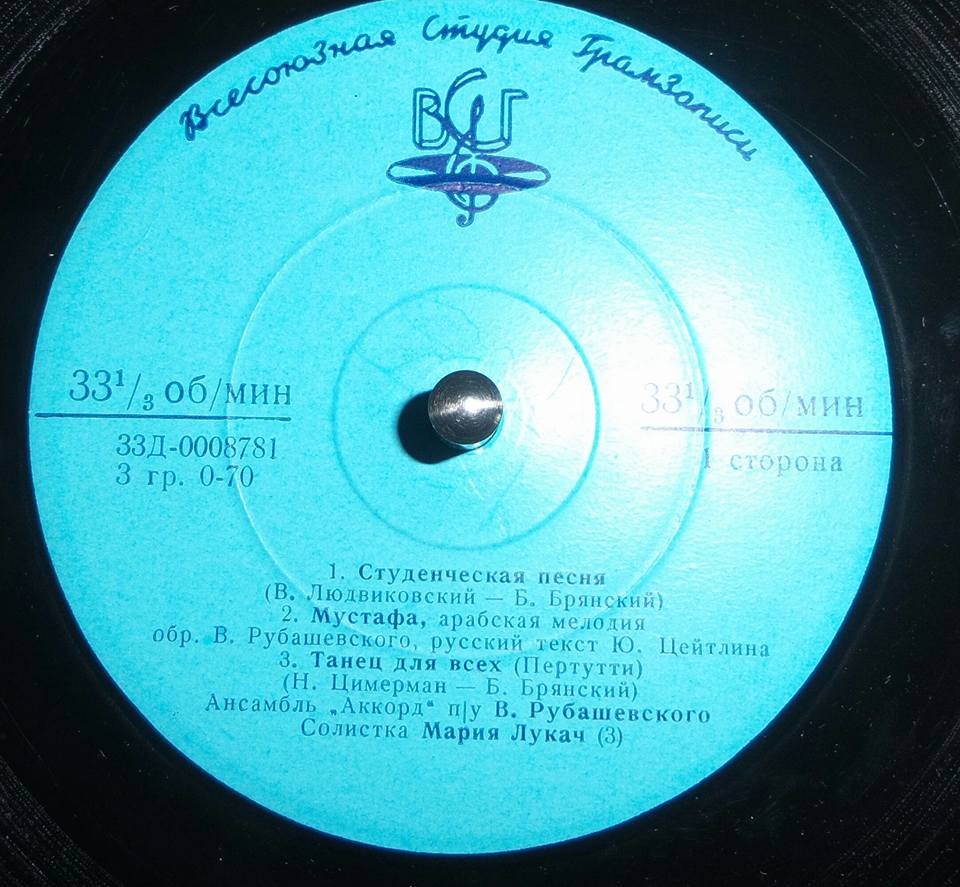 Всесоюзная Студия Грамзаписи
ВСГ
33¹/₃ об/мин
33Д-0008781
3 гр. 0-70
33¹/₃ об/мин
1 сторона
1. Студенческая песня
(В. Людвиковский — Б. Брянский)
2. Мустафа, арабская мелодия
обр. В. Рубашевского, русский текст Ю. Цейтлина
3. Танец для всех (Пертутти)
(Н. Цимерман — Б. Брянский)
Ансамбль „Аккорд“ п/у В. Рубашевского
Солистка Мария Лукач (3)